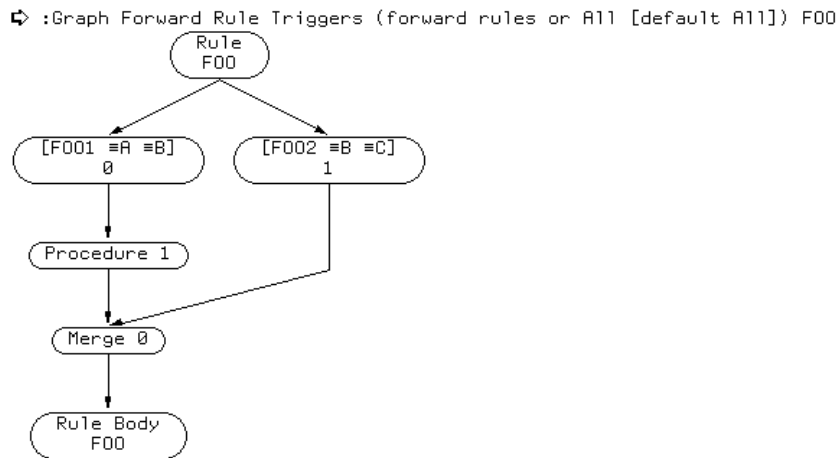 :Graph Forward Rule Triggers (forward rules or All [default All]) FOO
Rule
FOO
[FOO1 ≡A ≡B]
0
[FOO2 ≡B ≡C]
1
Procedure 1
Merge 0
Rule Body
FOO